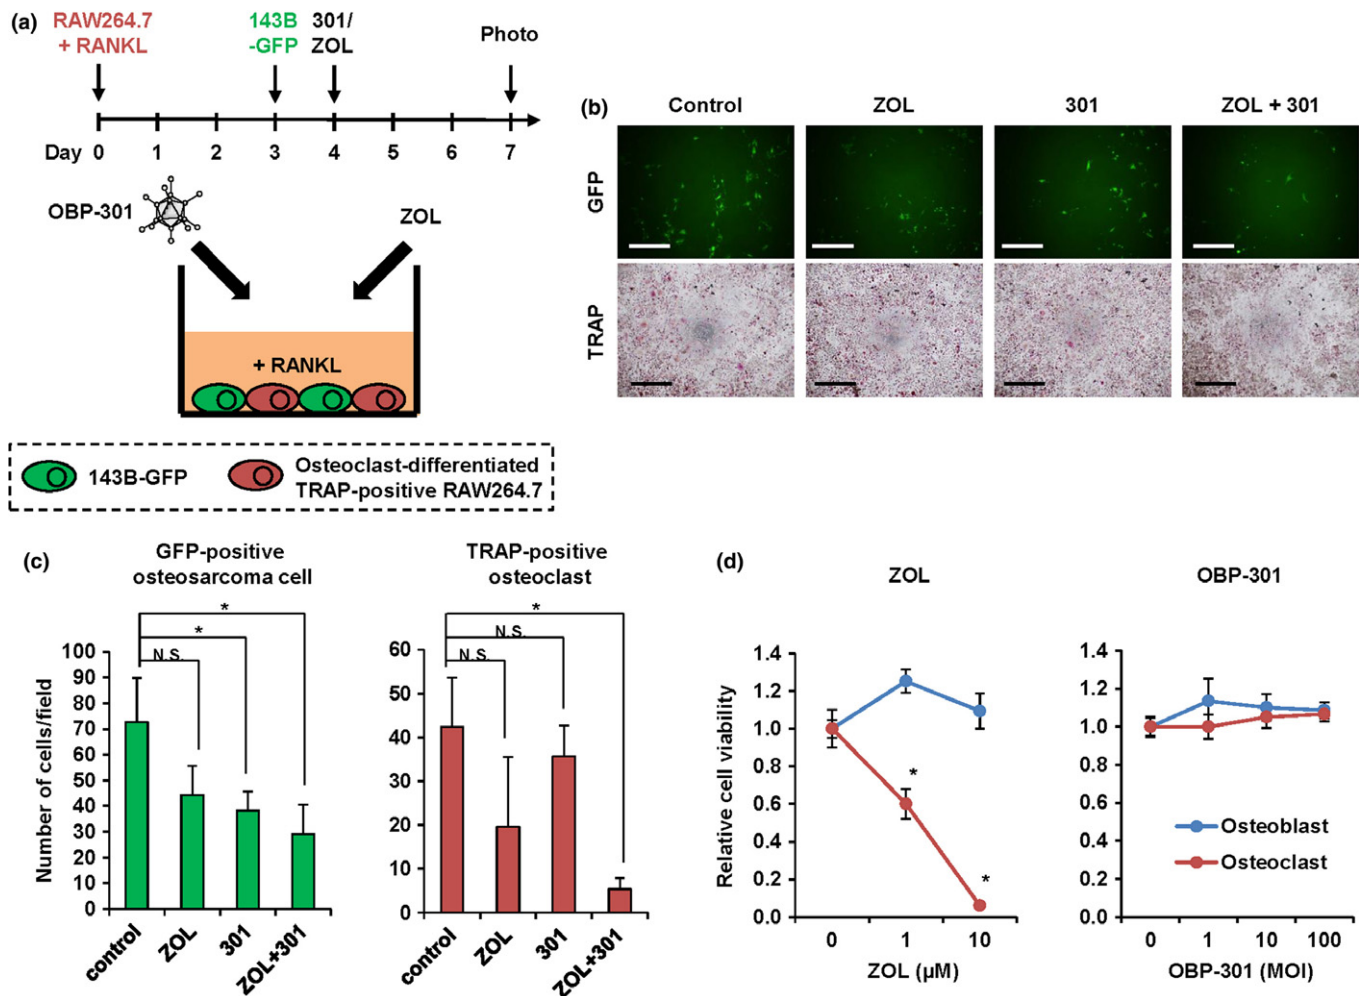 (a)
RAW264.7
+ RANKL
143B
-GFP
301/
ZOL
Photo
Day 0 1 2 3 4 5 6 7
OBP-301
ZOL
+ RANKL
143B-GFP
Osteoclast-differentiated
TRAP-positive RAW264.7
(b)
Control ZOL 301 ZOL + 301
GFP
TRAP
(c)
GFP-positive
osteosarcoma cell
*
*
N.S.
Number of cells/field
100
90
80
70
60
50
40
30
20
10
0
control ZOL 301 ZOL+301
TRAP-positive
osteoclast
*
N.S.
N.S.
60
50
40
30
20
10
0
control ZOL 301 ZOL+301
(d)
ZOL
Relative cell viability
1.4
1.2
1.0
0.8
0.6
0.4
0.2
0.0
*
*
0 1 10
ZOL (µM)
OBP-301
1.4
1.2
1.0
0.8
0.6
0.4
0.2
0.0
Osteoblast
Osteoclast
0 1 10 100
OBP-301 (MOI)